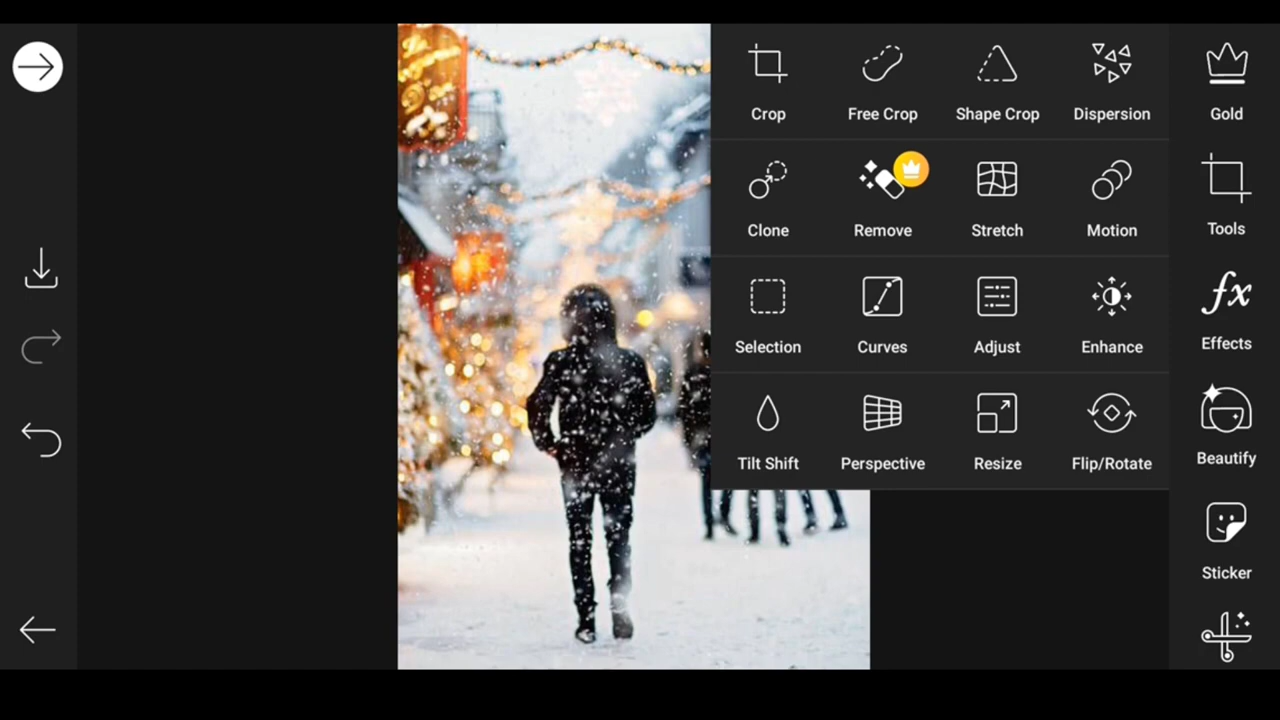 Crop Free Crop Shape Crop Dispersion Gold
Clone Remove Stretch Motion Tools
Selection Curves Adjust Enhance Effects
Tilt Shift Perspective Resize Flip/Rotate Beautify
Sticker